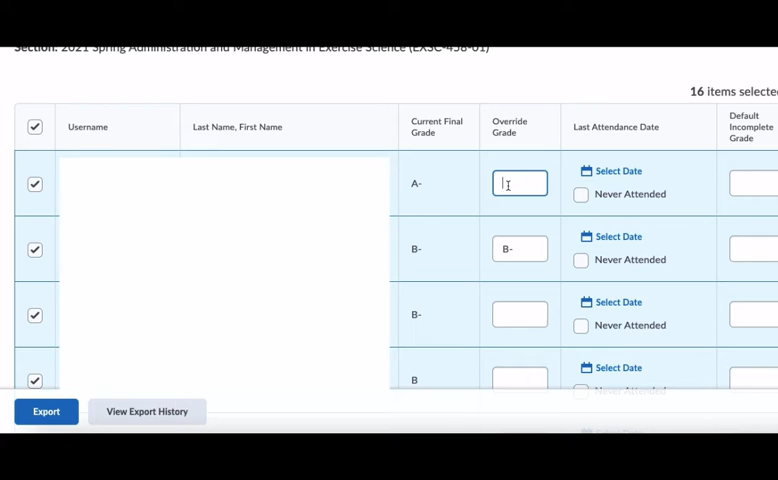 Section: 2021 Spring Administration and Management in Exercise Science (EXSC-458-01)
16 items selected
Username
Last Name, First Name
Current Final
Grade
Override
Grade
Last Attendance Date
Default
Incomplete
Grade
A-
Select Date
Never Attended
B-
B-
Select Date
Never Attended
B-
Select Date
Never Attended
B
Select Date
Never Attended
Export
View Export History